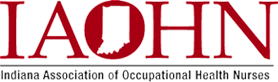 IAOHN
Indiana Association of Occupational Health Nurses